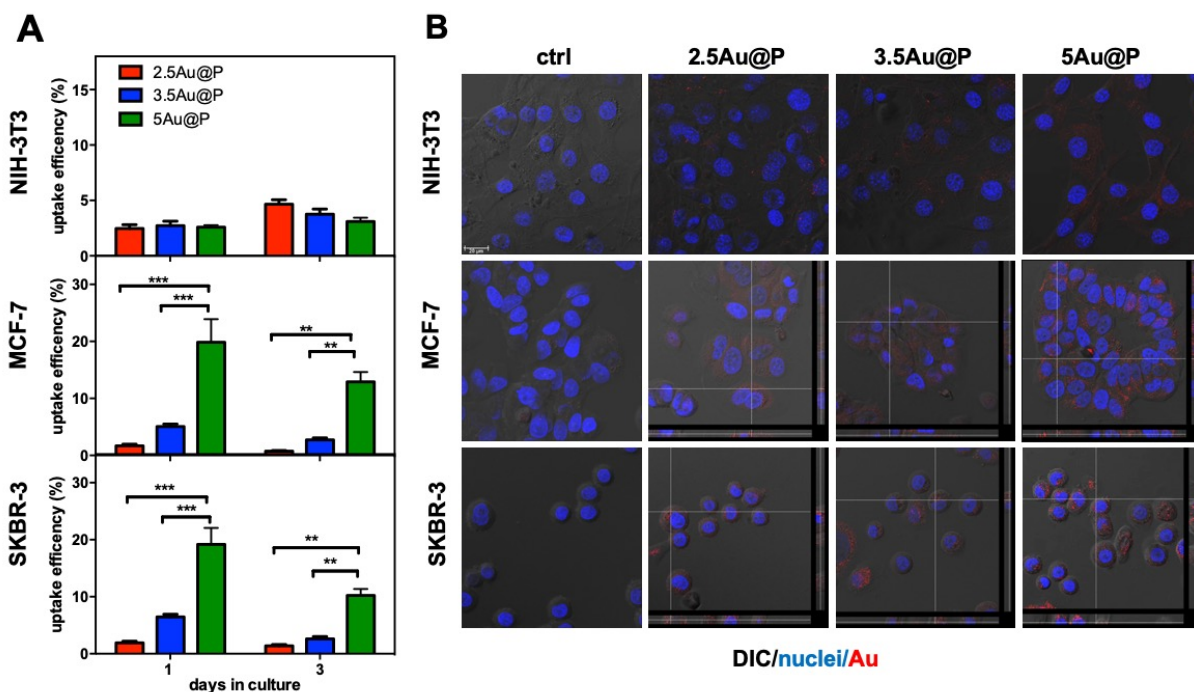 A
2.5Au@P
3.5Au@P
5Au@P
NIH-3T3
uptake efficency (%)
15
10
5
0
MCF-7
uptake efficency (%)
30
20
10
0
***
***
**
**
SKBR-3
uptake efficency (%)
30
20
10
0
***
***
**
**
1 3
days in culture
B
ctrl 2.5Au@P 3.5Au@P 5Au@P
NIH-3T3
MCF-7
SKBR-3
DIC/nuclei/Au